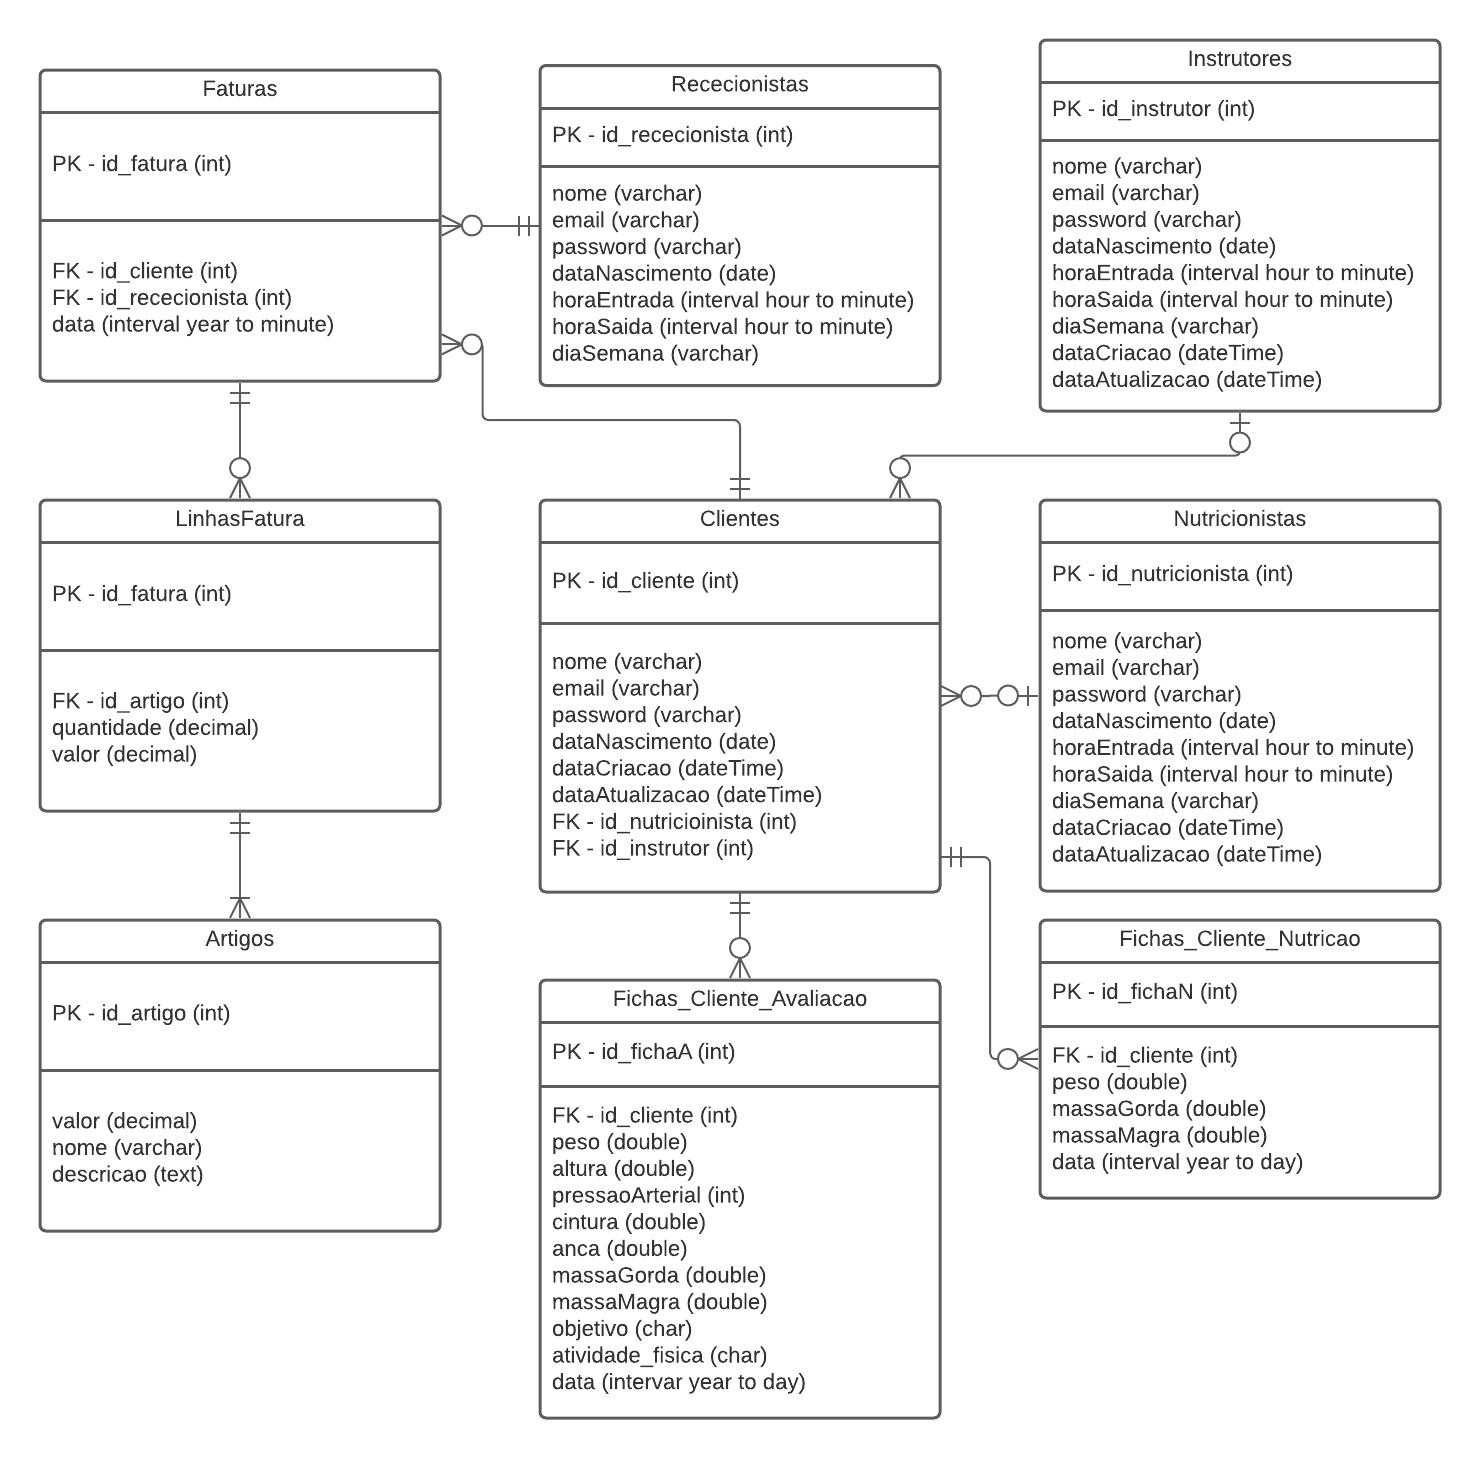 Faturas
PK - id_fatura (int)
FK - id_cliente (int)
FK - id_rececionista (int)
data (interval year to minute)
Rececionistas
PK - id_rececionista (int)
nome (varchar)
email (varchar)
password (varchar)
dataNascimento (date)
horaEntrada (interval hour to minute)
horaSaida (interval hour to minute)
diaSemana (varchar)
Instrutores
PK - id_instrutor (int)
nome (varchar)
email (varchar)
password (varchar)
dataNascimento (date)
horaEntrada (interval hour to minute)
horaSaida (interval hour to minute)
diaSemana (varchar)
dataCriacao (dateTime)
dataAtualizacao (dateTime)
LinhasFatura
PK - id_fatura (int)
FK - id_artigo (int)
quantidade (decimal)
valor (decimal)
Clientes
PK - id_cliente (int)
nome (varchar)
email (varchar)
password (varchar)
dataNascimento (date)
dataCriacao (dateTime)
dataAtualizacao (dateTime)
FK - id_nutricioinista (int)
FK - id_instrutor (int)
Nutricionistas
PK - id_nutricionista (int)
nome (varchar)
email (varchar)
password (varchar)
dataNascimento (date)
horaEntrada (interval hour to minute)
horaSaida (interval hour to minute)
diaSemana (varchar)
dataCriacao (dateTime)
dataAtualizacao (dateTime)
Artigos
PK - id_artigo (int)
valor (decimal)
nome (varchar)
descricao (text)
Fichas_Cliente_Avaliacao
PK - id_fichaA (int)
FK - id_cliente (int)
peso (double)
altura (double)
pressaoArterial (int)
cintura (double)
anca (double)
massaGorda (double)
massaMagra (double)
objetivo (char)
atividade_fisica (char)
data (intervar year to day)
Fichas_Cliente_Nutricao
PK - id_fichaN (int)
FK - id_cliente (int)
peso (double)
massaGorda (double)
massaMagra (double)
data (interval year to day)